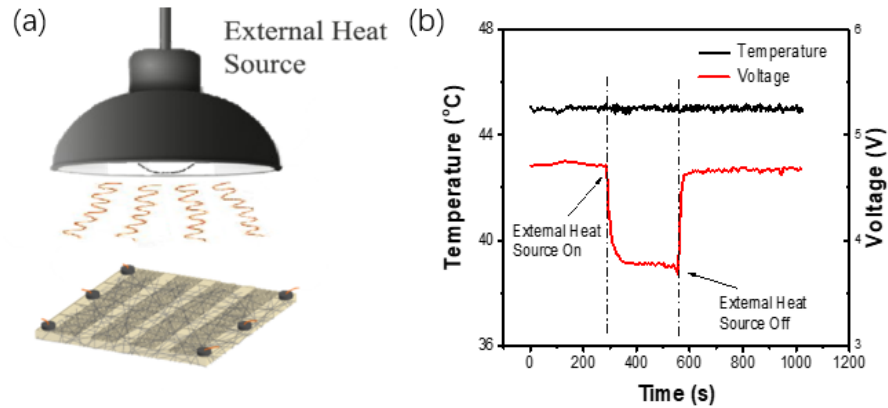 (a)
External Heat
Source
(b)
48
44
40
36
Temperature (°C)
6
5
4
3
Voltage (V)
Temperature
Voltage
External Heat
Source On
External Heat
Source Off
0 200 400 600 800 1000 1200
Time (s)